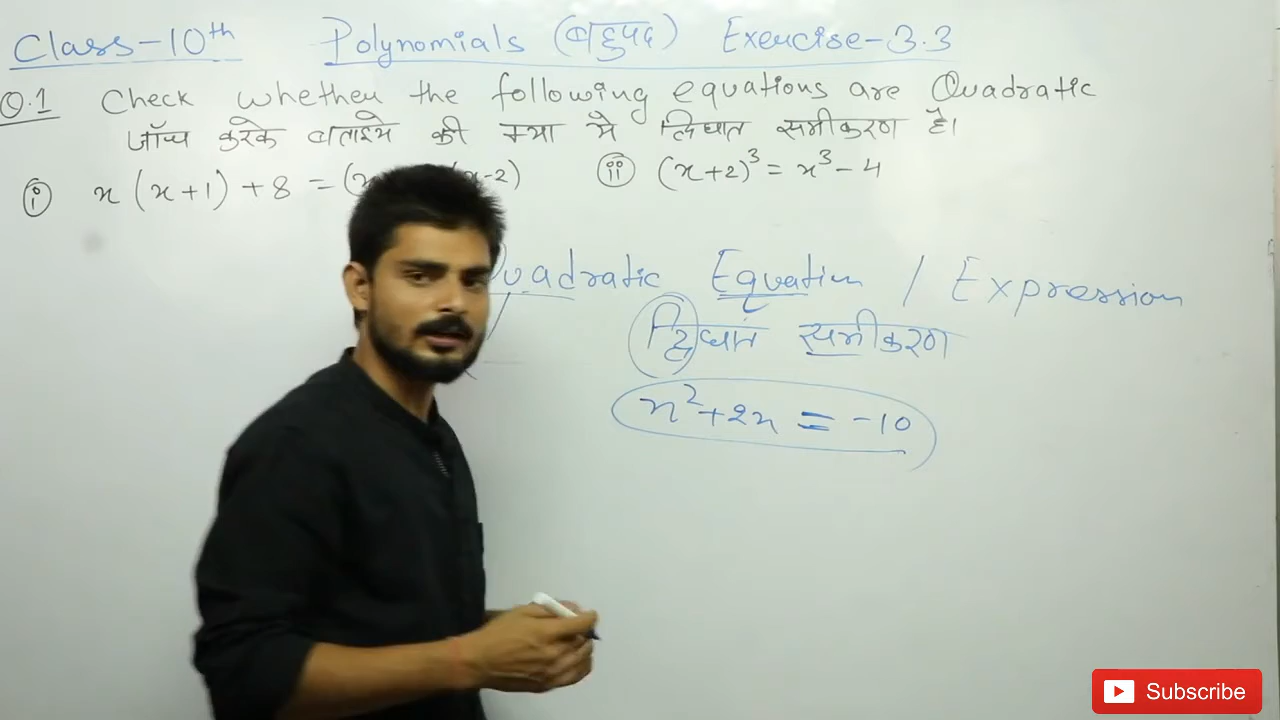 Class-10th Polynomials (बहुपद) Exercise-3.3
Q.1 Check whether the following equations are Quadratic
जाँच करके बताइये की क्या ये द्विघात समीकरण है।
(i) x(x+1)+8=(x -2) (ii) (x+2)³=x³-4
Quadratic Equation / Expression
द्विघात समीकरण
x²+2x = -10
Subscribe